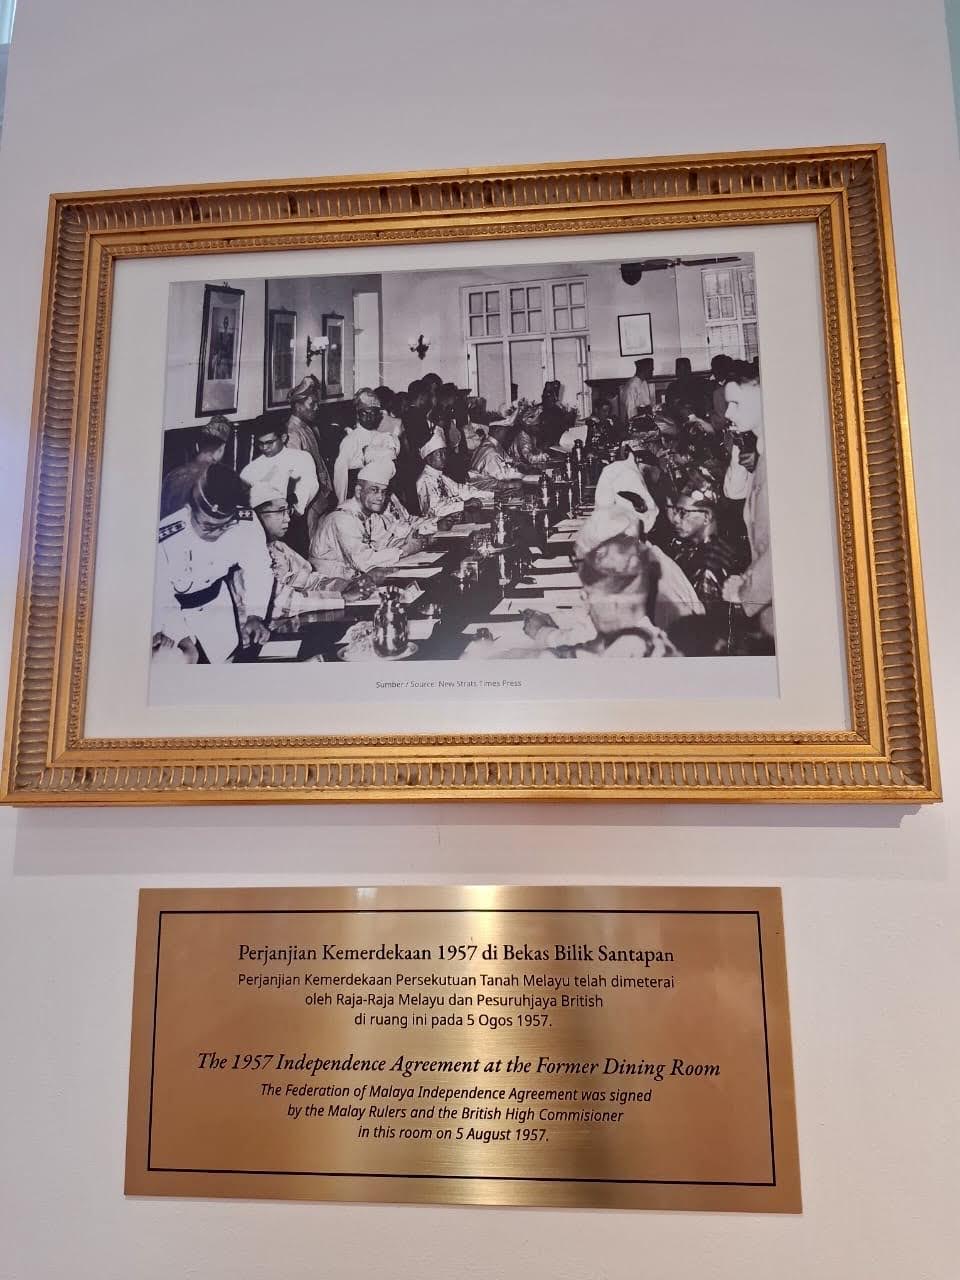 Sumber / Source: New Strats Times Press
Perjanjian Kemerdekaan 1957 di Bekas Bilik Santapan
Perjanjian Kemerdekaan Persekutuan Tanah Melayu telah dimeterai
oleh Raja-Raja Melayu dan Pesuruhjaya British
di ruang ini pada 5 Ogos 1957.
The 1957 Independence Agreement at the Former Dining Room
The Federation of Malaya Independence Agreement was signed
by the Malay Rulers and the British High Commisioner
in this room on 5 August 1957.